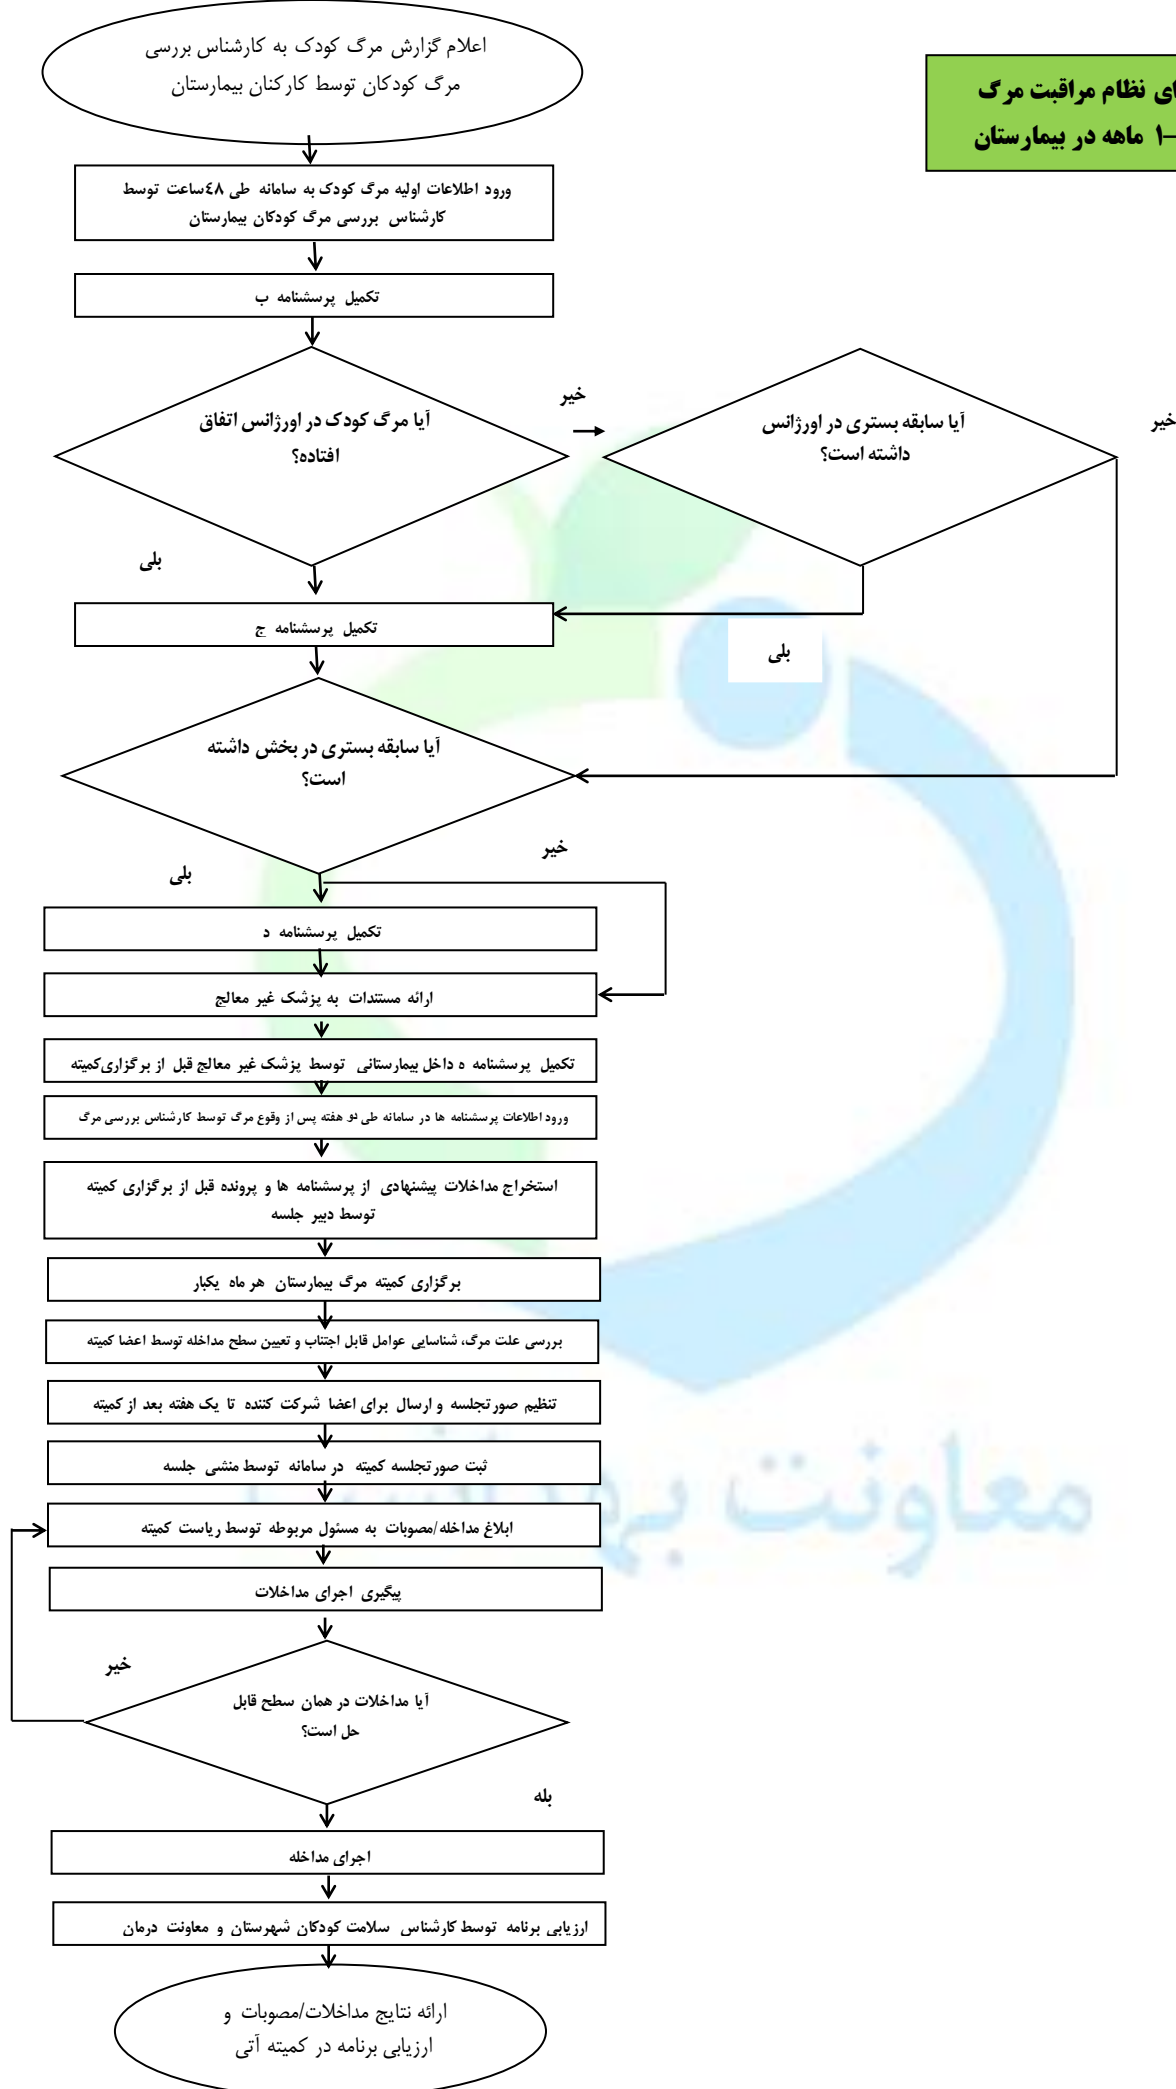 اعلام گزارش مرگ کودک به کارشناس بررسی
مرگ کودکان توسط کارکنان بیمارستان
ای نظام مراقبت مرگ
–۱ ماهه در بیمارستان
ورود اطلاعات اولیه مرگ کودک به سامانه طی ٤٨ساعت توسط
کارشناس بررسی مرگ کودکان بیمارستان
تکمیل پرسشنامه ب
آیا مرگ کودک در اورژانس اتفاق
افتاده؟
خیر
آیا سابقه بستری در اورژانس
داشته است؟
خیر
بلی
تکمیل پرسشنامه ج
بلی
آیا سابقه بستری در بخش داشته
است؟
خیر
بلی
تکمیل پرسشنامه د
ارائه مستندات به پزشک غیر معالج
تکمیل پرسشنامه ه داخل بیمارستانی توسط پزشک غیر معالج قبل از برگزاری‌کمیته
ورود اطلاعات پرسشنامه ها در سامانه طی دو هفته پس از وقوع مرگ توسط کارشناس بررسی مرگ
استخراج مداخلات پیشنهادی از پرسشنامه ها و پرونده قبل از برگزاری کمیته
توسط دبیر جلسه
برگزاری کمیته مرگ بیمارستان هر ماه یکبار
بررسی علت مرگ، شناسایی عوامل قابل اجتناب و تعیین سطح مداخله توسط اعضا کمیته
تنظیم صورتجلسه و ارسال برای اعضا شرکت کننده تا یک هفته بعد از کمیته
ثبت صورتجلسه کمیته در سامانه توسط منشی جلسه
ابلاغ مداخله/مصوبات به مسئول مربوطه توسط ریاست کمیته
پیگیری اجرای مداخلات
خیر
آیا مداخلات در همان سطح قابل
حل است؟
بله
اجرای مداخله
ارزیابی برنامه توسط کارشناس سلامت کودکان شهرستان و معاونت درمان
ارائه نتایج مداخلات/مصوبات و
ارزیابی برنامه در کمیته آتی
معاونت